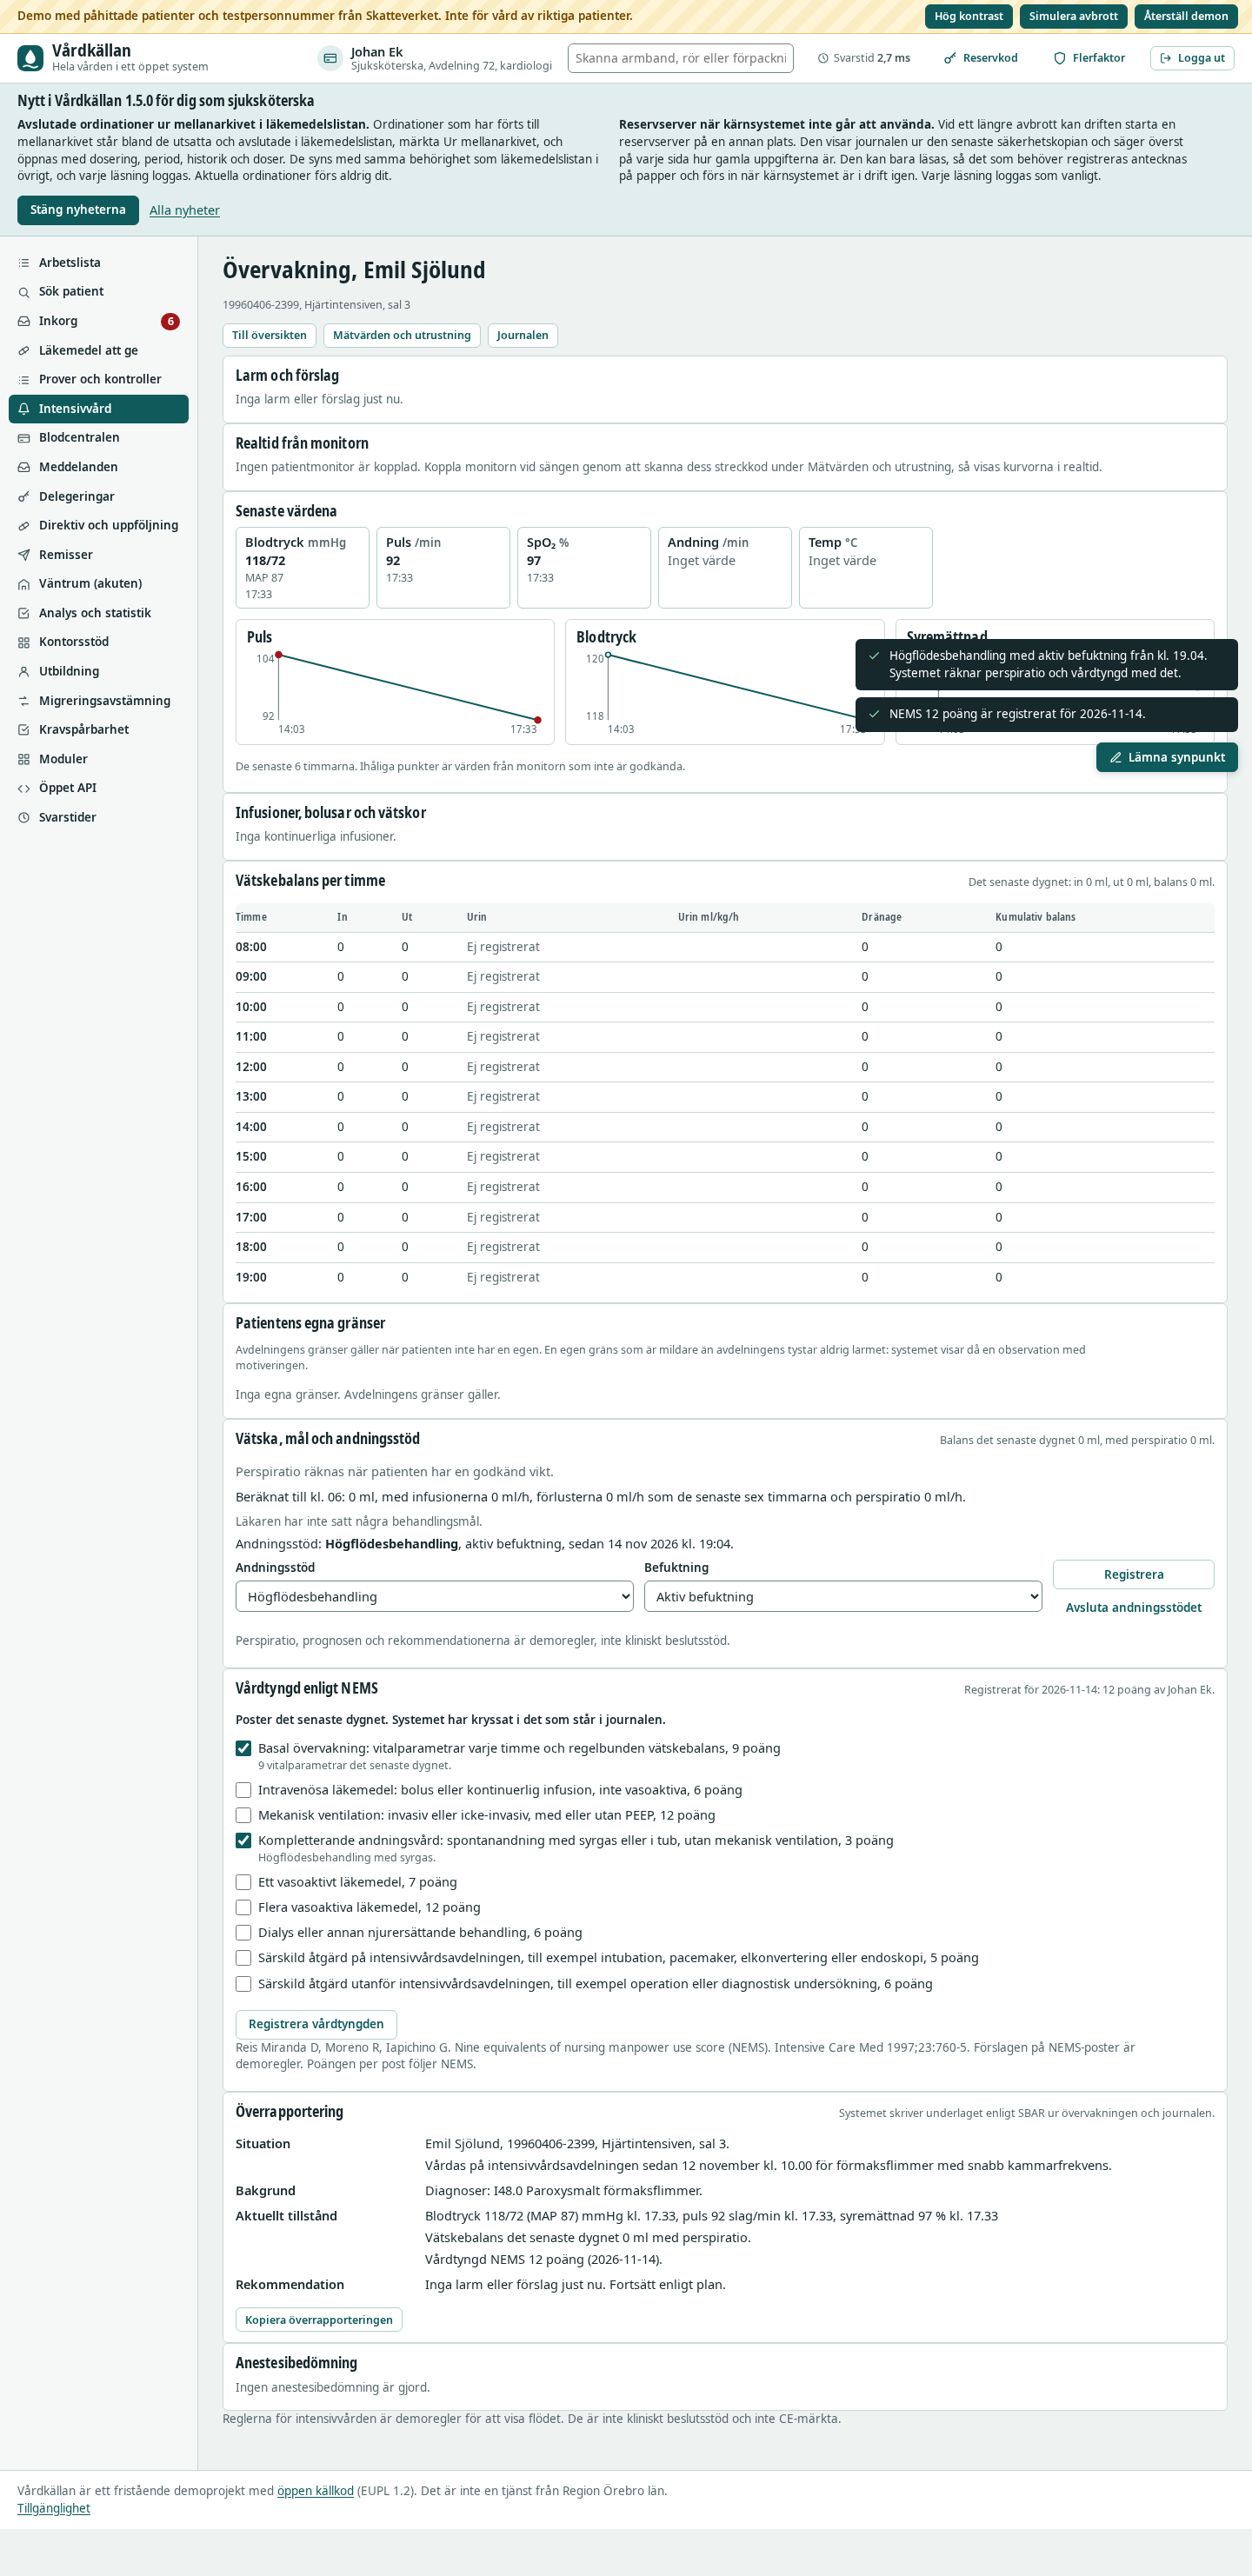 Demo med påhittade patienter och testpersonnummer från Skatteverket. Inte för vård av riktiga patienter.
Hög kontrast
Simulera avbrott
Återställ demon
Vårdkällan
Hela vården i ett öppet system
Johan Ek
Sjuksköterska, Avdelning 72, kardiologi
Skanna armband, rör eller förpackni
Svarstid 2,7 ms
Reservkod
Flerfaktor
Logga ut
Nytt i Vårdkällan 1.5.0 för dig som sjuksköterska
Avslutade ordinationer ur mellanarkivet i läkemedelslistan. Ordinationer som har förts till
mellanarkivet står bland de utsatta och avslutade i läkemedelslistan, märkta Ur mellanarkivet, och
öppnas med dosering, period, historik och doser. De syns med samma behörighet som läkemedelslistan i
övrigt, och varje läsning loggas. Aktuella ordinationer förs aldrig dit.
Reservserver när kärnsystemet inte går att använda. Vid ett längre avbrott kan driften starta en
reservserver på en annan plats. Den visar journalen ur den senaste säkerhetskopian och säger överst
på varje sida hur gamla uppgifterna är. Den kan bara läsas, så det som behöver registreras antecknas
på papper och förs in när kärnsystemet är i drift igen. Varje läsning loggas som vanligt.
Stäng nyheterna
Alla nyheter
Arbetslista
Sök patient
Inkorg
6
Läkemedel att ge
Prover och kontroller
Intensivvård
Blodcentralen
Meddelanden
Delegeringar
Direktiv och uppföljning
Remisser
Väntrum (akuten)
Analys och statistik
Kontorsstöd
Utbildning
Migreringsavstämning
Kravspårbarhet
Moduler
Öppet API
Svarstider
Övervakning, Emil Sjölund
19960406-2399, Hjärtintensiven, sal 3
Till översikten
Mätvärden och utrustning
Journalen
Larm och förslag
Inga larm eller förslag just nu.
Realtid från monitorn
Ingen patientmonitor är kopplad. Koppla monitorn vid sängen genom att skanna dess streckkod under Mätvärden och utrustning, så visas kurvorna i realtid.
Senaste värdena
Blodtryck mmHg
118/72
MAP 87
17:33
Puls /min
92
17:33
SpO₂ %
97
17:33
Andning /min
Inget värde
Temp °C
Inget värde
Puls
104
92
14:03
17:33
Blodtryck
120
118
14:03
Högflödesbehandling med aktiv befuktning från kl. 19.04.
Systemet räknar perspiratio och vårdtyngd med det.
NEMS 12 poäng är registrerat för 2026-11-14.
Lämna synpunkt
De senaste 6 timmarna. Ihåliga punkter är värden från monitorn som inte är godkända.
Infusioner, bolusar och vätskor
Inga kontinuerliga infusioner.
Vätskebalans per timme
Det senaste dygnet: in 0 ml, ut 0 ml, balans 0 ml.
Timme In Ut Urin Urin ml/kg/h Dränage Kumulativ balans
08:00 0 0 Ej registrerat 0 0
09:00 0 0 Ej registrerat 0 0
10:00 0 0 Ej registrerat 0 0
11:00 0 0 Ej registrerat 0 0
12:00 0 0 Ej registrerat 0 0
13:00 0 0 Ej registrerat 0 0
14:00 0 0 Ej registrerat 0 0
15:00 0 0 Ej registrerat 0 0
16:00 0 0 Ej registrerat 0 0
17:00 0 0 Ej registrerat 0 0
18:00 0 0 Ej registrerat 0 0
19:00 0 0 Ej registrerat 0 0
Patientens egna gränser
Avdelningens gränser gäller när patienten inte har en egen. En egen gräns som är mildare än avdelningens tystar aldrig larmet: systemet visar då en observation med
motiveringen.
Inga egna gränser. Avdelningens gränser gäller.
Vätska, mål och andningsstöd
Balans det senaste dygnet 0 ml, med perspiratio 0 ml.
Perspiratio räknas när patienten har en godkänd vikt.
Beräknat till kl. 06: 0 ml, med infusionerna 0 ml/h, förlusterna 0 ml/h som de senaste sex timmarna och perspiratio 0 ml/h.
Läkaren har inte satt några behandlingsmål.
Andningsstöd: Högflödesbehandling, aktiv befuktning, sedan 14 nov 2026 kl. 19:04.
Andningsstöd
Högflödesbehandling
Befuktning
Aktiv befuktning
Registrera
Avsluta andningsstödet
Perspiratio, prognosen och rekommendationerna är demoregler, inte kliniskt beslutsstöd.
Vårdtyngd enligt NEMS
Registrerat för 2026-11-14: 12 poäng av Johan Ek.
Poster det senaste dygnet. Systemet har kryssat i det som står i journalen.
Basal övervakning: vitalparametrar varje timme och regelbunden vätskebalans, 9 poäng
9 vitalparametrar det senaste dygnet.
Intravenösa läkemedel: bolus eller kontinuerlig infusion, inte vasoaktiva, 6 poäng
Mekanisk ventilation: invasiv eller icke-invasiv, med eller utan PEEP, 12 poäng
Kompletterande andningsvård: spontanandning med syrgas eller i tub, utan mekanisk ventilation, 3 poäng
Högflödesbehandling med syrgas.
Ett vasoaktivt läkemedel, 7 poäng
Flera vasoaktiva läkemedel, 12 poäng
Dialys eller annan njurersättande behandling, 6 poäng
Särskild åtgärd på intensivvårdsavdelningen, till exempel intubation, pacemaker, elkonvertering eller endoskopi, 5 poäng
Särskild åtgärd utanför intensivvårdsavdelningen, till exempel operation eller diagnostisk undersökning, 6 poäng
Registrera vårdtyngden
Reis Miranda D, Moreno R, Iapichino G. Nine equivalents of nursing manpower use score (NEMS). Intensive Care Med 1997;23:760-5. Förslagen på NEMS-poster är
demoregler. Poängen per post följer NEMS.
Överrapportering
Systemet skriver underlaget enligt SBAR ur övervakningen och journalen.
Situation
Emil Sjölund, 19960406-2399, Hjärtintensiven, sal 3.
Vårdas på intensivvårdsavdelningen sedan 12 november kl. 10.00 för förmaksflimmer med snabb kammarfrekvens.
Bakgrund
Diagnoser: I48.0 Paroxysmalt förmaksflimmer.
Aktuellt tillstånd
Blodtryck 118/72 (MAP 87) mmHg kl. 17.33, puls 92 slag/min kl. 17.33, syremättnad 97 % kl. 17.33
Vätskebalans det senaste dygnet 0 ml med perspiratio.
Vårdtyngd NEMS 12 poäng (2026-11-14).
Rekommendation
Inga larm eller förslag just nu. Fortsätt enligt plan.
Kopiera överrapporteringen
Anestesibedömning
Ingen anestesibedömning är gjord.
Reglerna för intensivvården är demoregler för att visa flödet. De är inte kliniskt beslutsstöd och inte CE-märkta.
Vårdkällan är ett fristående demoprojekt med öppen källkod (EUPL 1.2). Det är inte en tjänst från Region Örebro län.
Tillgänglighet